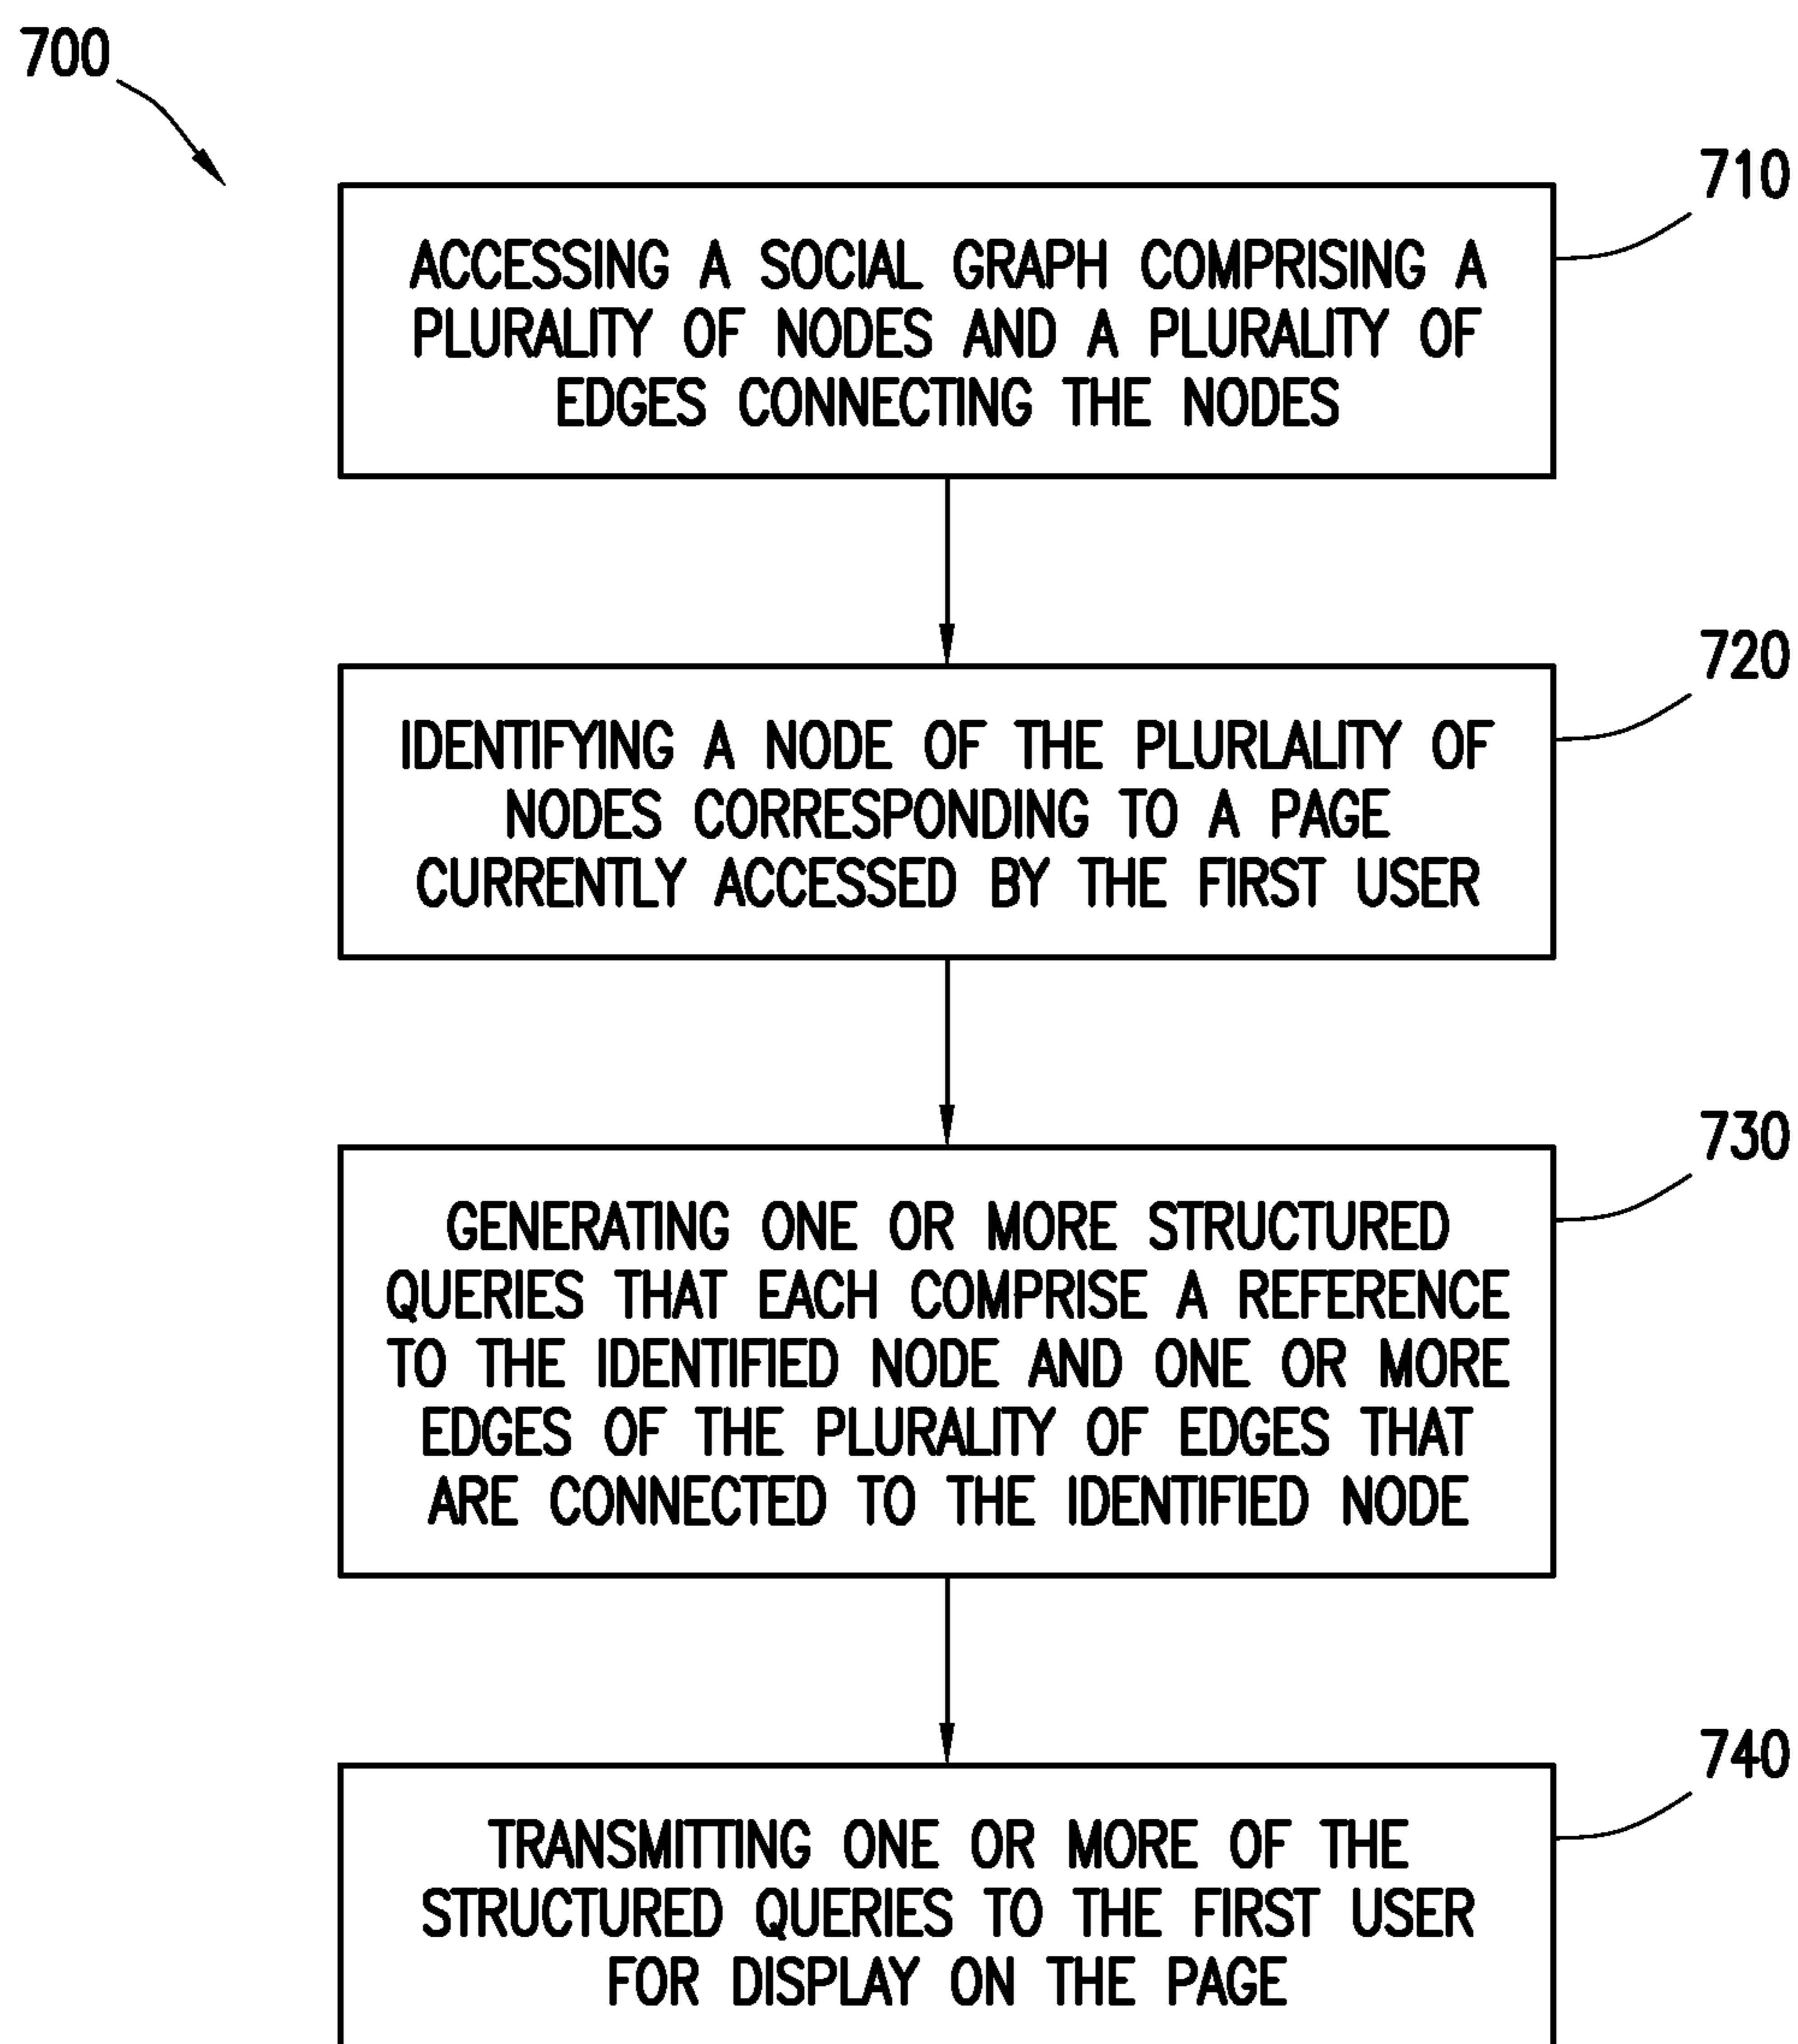 700
710
ACCESSING A SOCIAL GRAPH COMPRISING A
PLURALITY OF NODES AND A PLURALITY OF
EDGES CONNECTING THE NODES
720
IDENTIFYING A NODE OF THE PLURLALITY OF
NODES CORRESPONDING TO A PAGE
CURRENTLY ACCESSED BY THE FIRST USER
730
GENERATING ONE OR MORE STRUCTURED
QUERIES THAT EACH COMPRISE A REFERENCE
TO THE IDENTIFIED NODE AND ONE OR MORE
EDGES OF THE PLURALITY OF EDGES THAT
ARE CONNECTED TO THE IDENTIFIED NODE
740
TRANSMITTING ONE OR MORE OF THE
STRUCTURED QUERIES TO THE FIRST USER
FOR DISPLAY ON THE PAGE